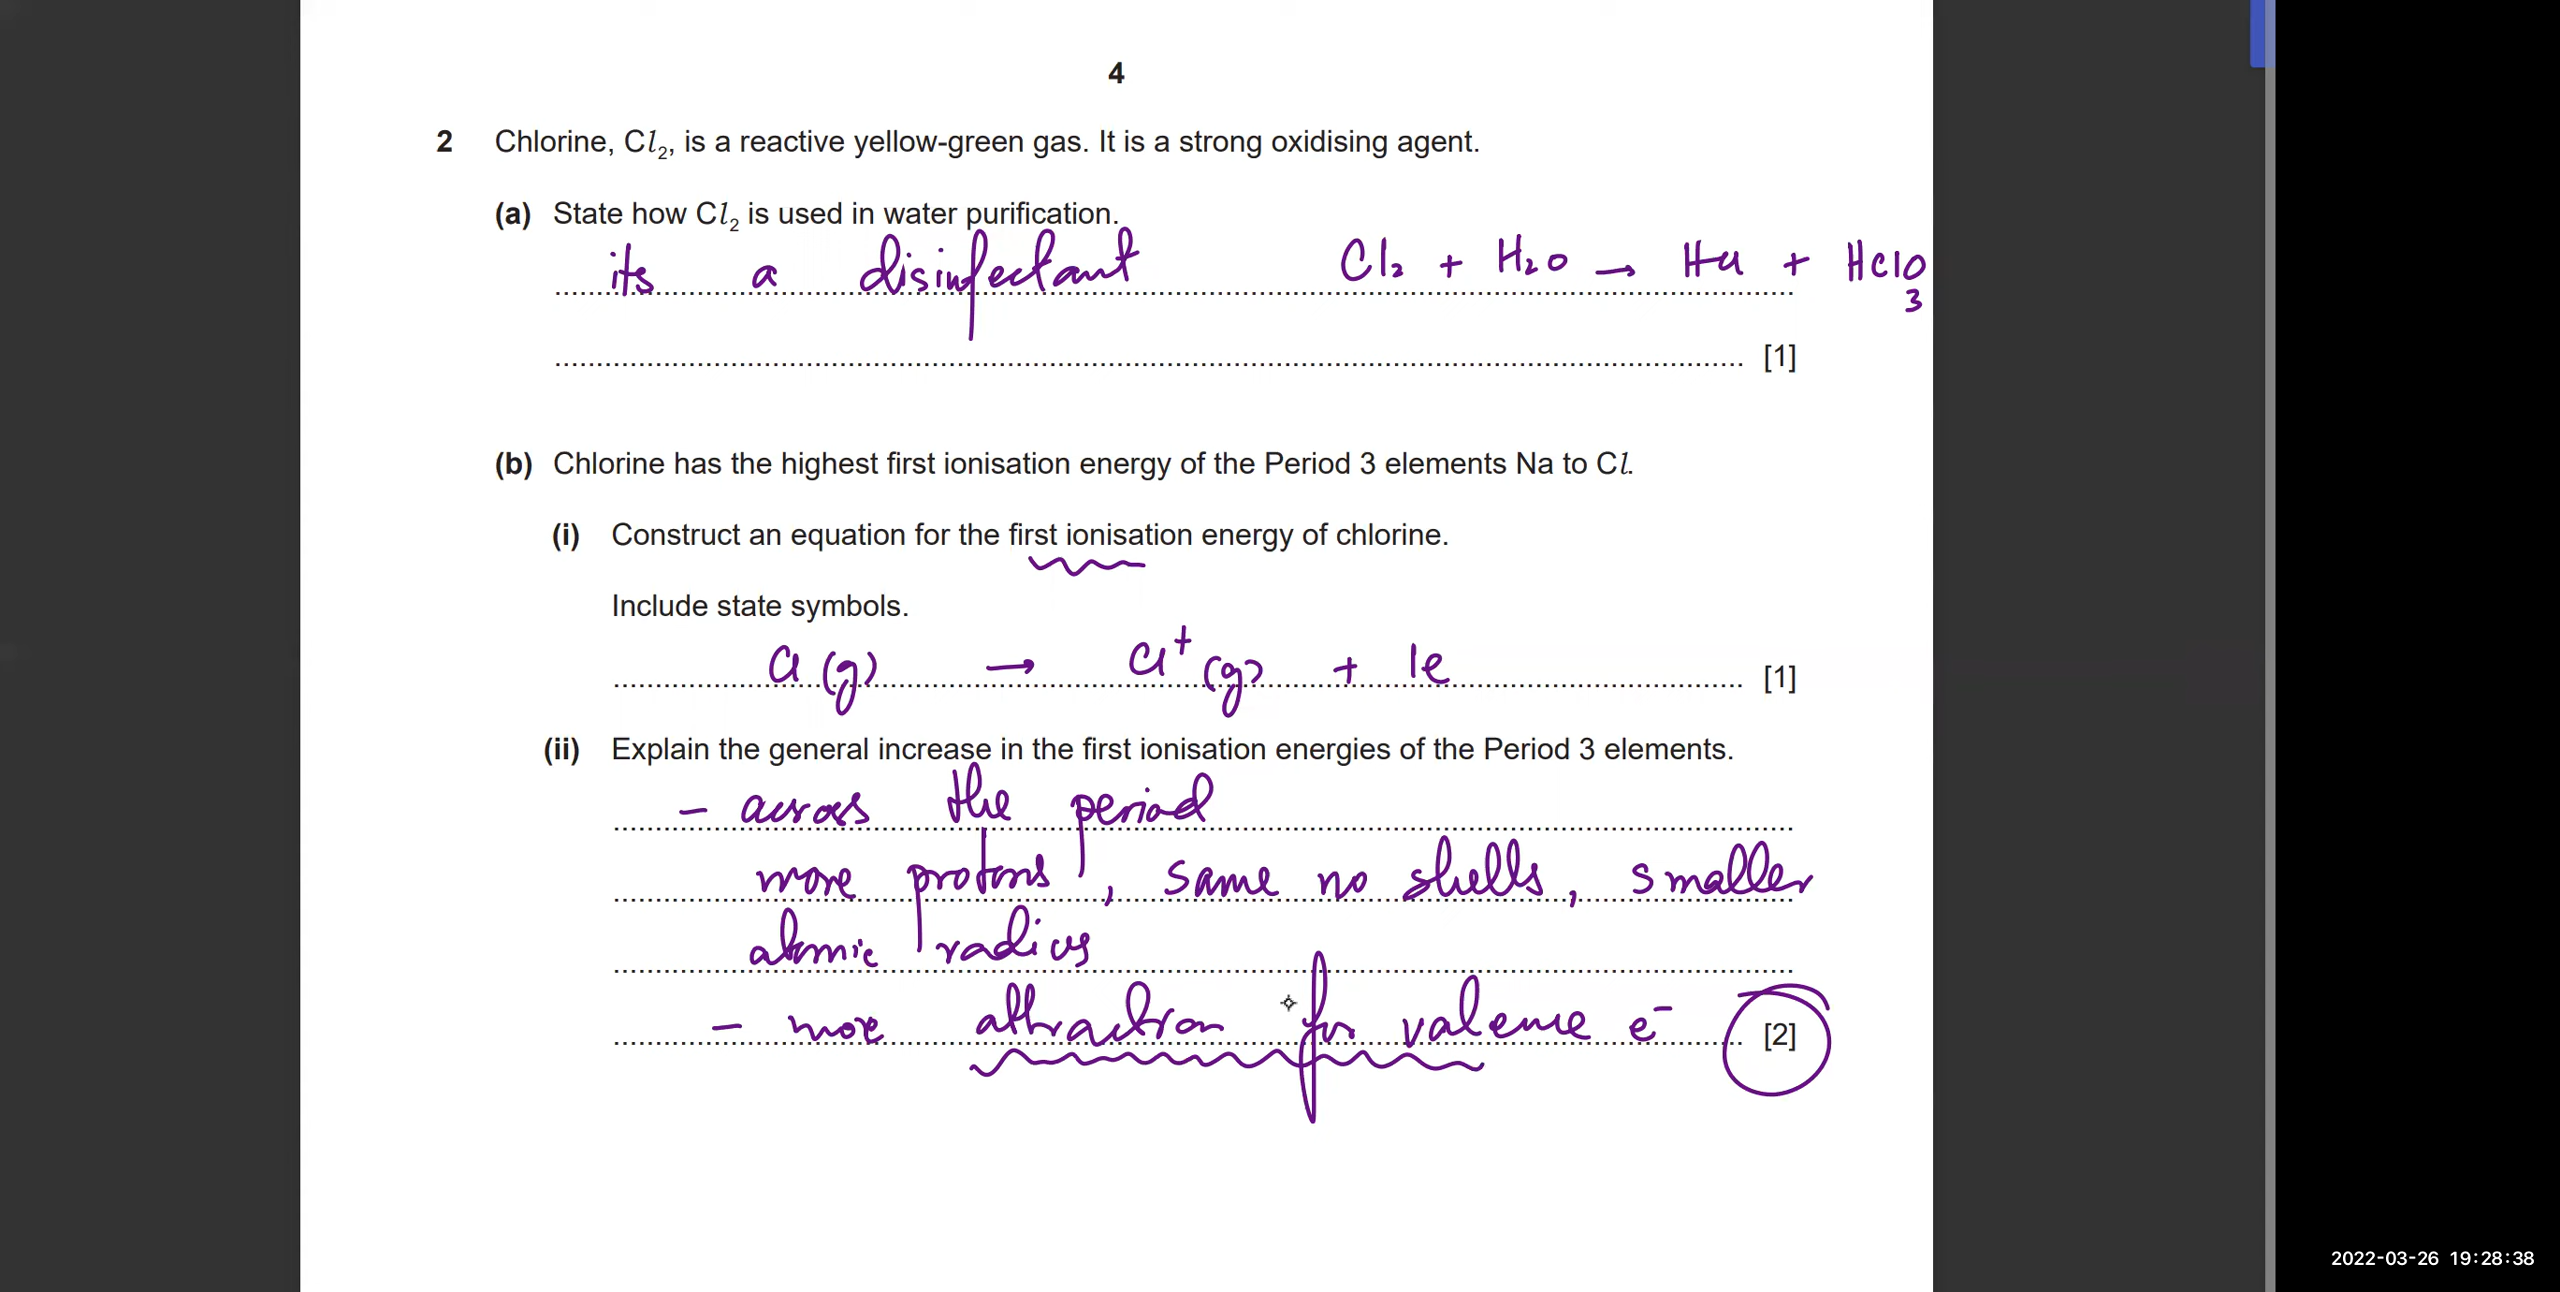 4
2 Chlorine, Cl₂, is a reactive yellow-green gas. It is a strong oxidising agent.
(a) State how Cl₂ is used in water purification.
its a disinfectant Cl₂ + H₂O → HCl + HClO₃
[1]
(b) Chlorine has the highest first ionisation energy of the Period 3 elements Na to Cl.
(i) Construct an equation for the first ionisation energy of chlorine.
Include state symbols.
Cl (g) → Cl⁺ (g) + 1e [1]
(ii) Explain the general increase in the first ionisation energies of the Period 3 elements.
- across the period
more protons, same no shells, smaller
atomic radius
- more attraction for valence e⁻ [2]
2022-03-26 19:28:38